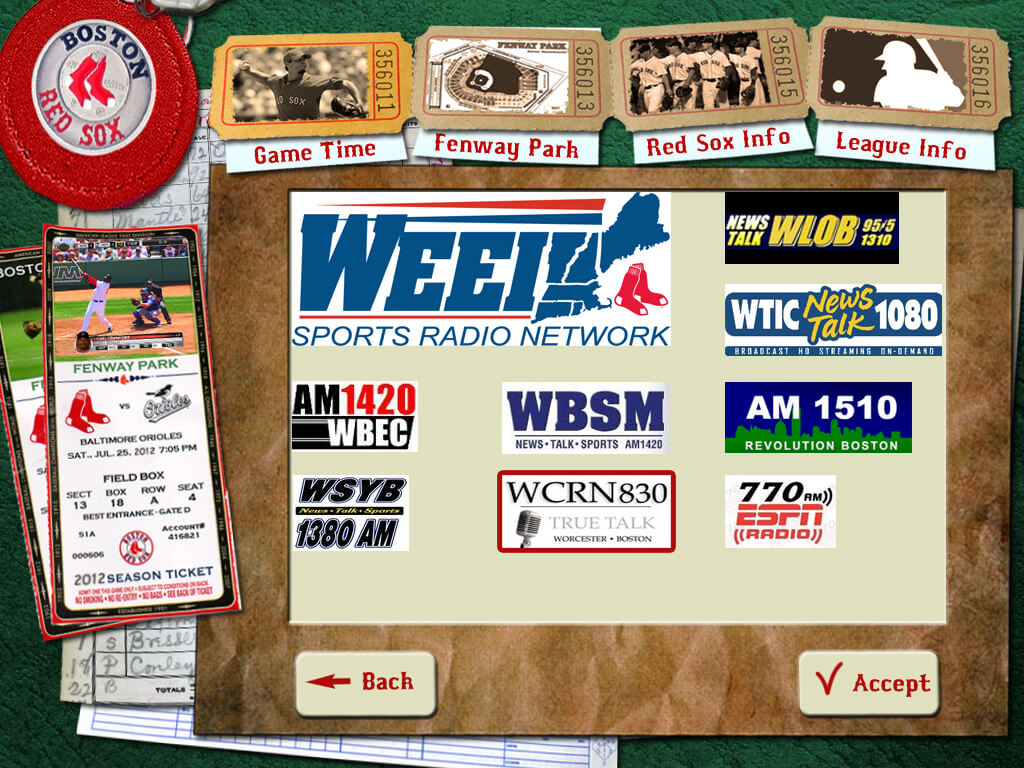 BOSTON
RED SOX
356011
356013
356015
356016
FENWAY PARK
Game Time
Fenway Park
Red Sox Info
League Info
WEEI
SPORTS RADIO NETWORK
NEWS TALK WLOB 95/5 1310
WTIC News Talk 1080
BROADCAST HD STREAMING ON-DEMAND
AM 1420
WBEC
WBSM
NEWS • TALK • SPORTS AM1420
AM 1510
REVOLUTION BOSTON
WSYB
News • Talk • Sports
1380 AM
WCRN830
TRUE TALK
WORCESTER • BOSTON
770 AM
ESPN
((RADIO))
Back
Accept
AMERICAN LEAGUE EAST DIVISION
FENWAY PARK
VS
Orioles
BALTIMORE ORIOLES
SAT., JUL. 25, 2012 7:05 PM
FIELD BOX
SECT BOX ROW SEAT
13 18 A 4
BEST ENTRANCE - GATE D
S1A
Account#
416821
000606
BOSTON
RED SOX
2012 SEASON TICKET
ADMIT ONE THIS GAME ONLY • SUBJECT TO CONDITIONS ON BACK
NO SMOKING • NO RE-ENTRY • NO BAGS • SEE BACK OF TICKET
ESTABLISHED 1901
Mantle
TOTALS